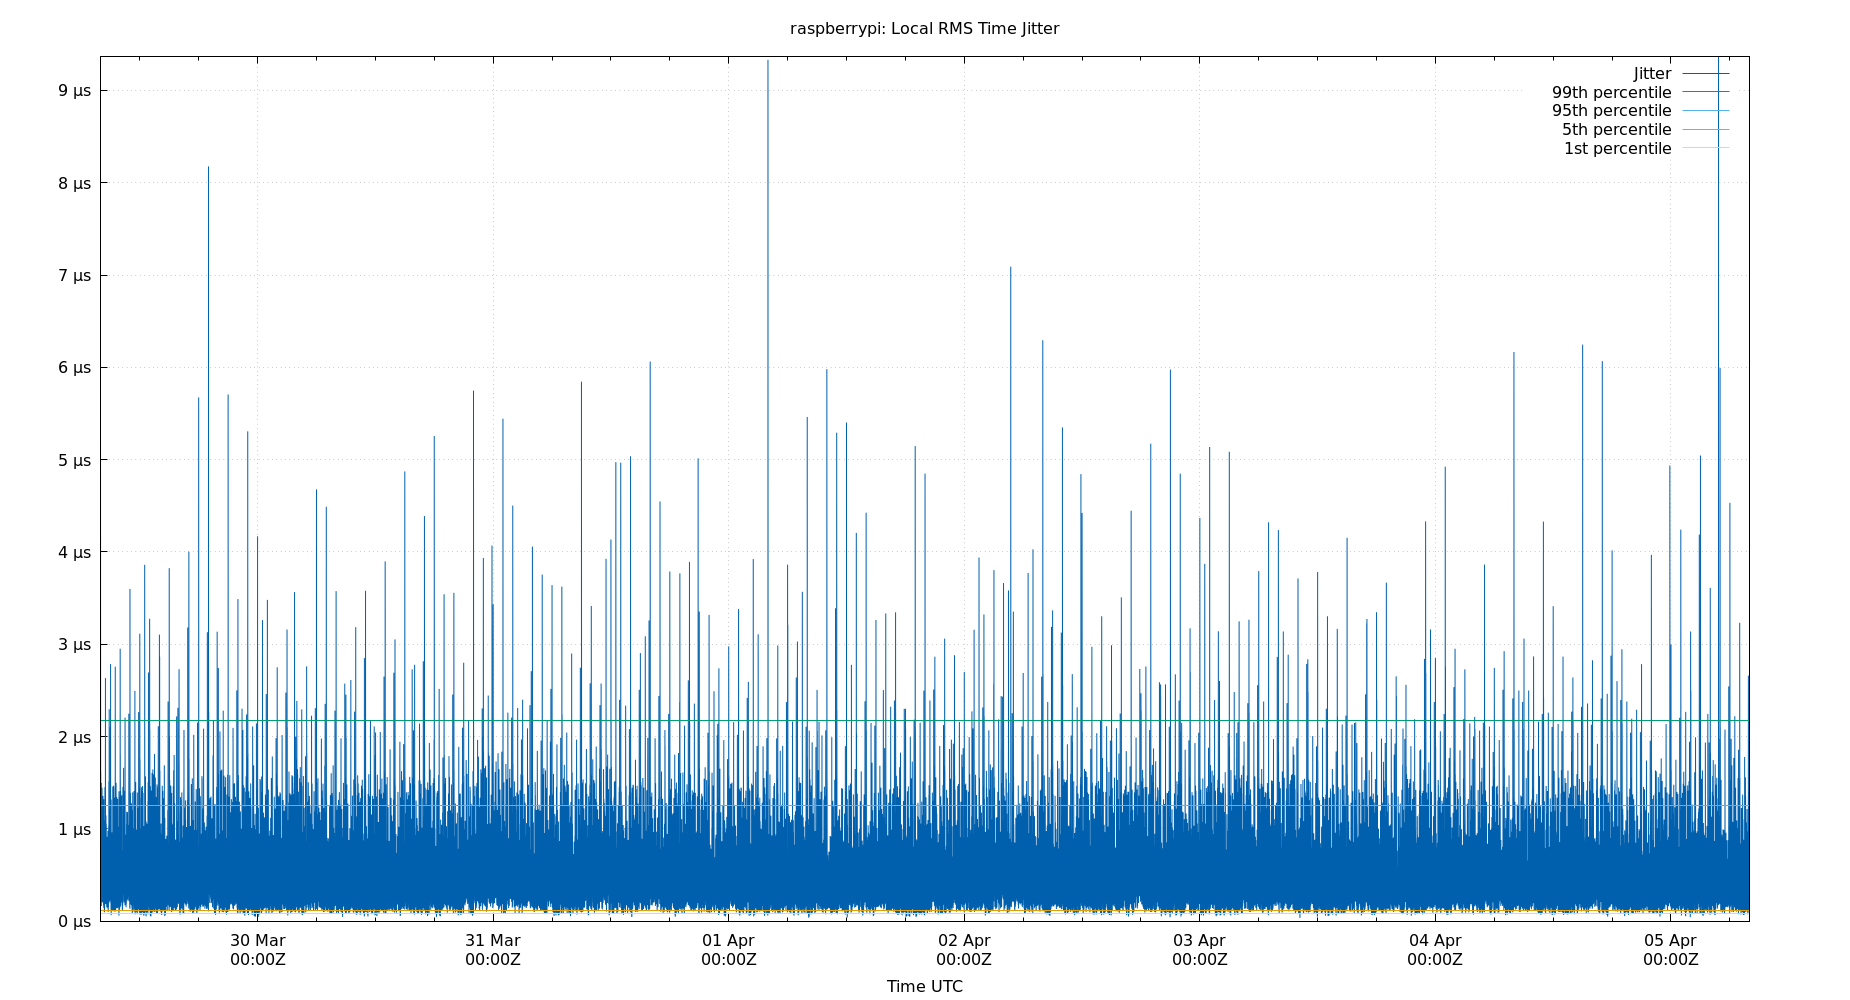 raspberrypi: Local RMS Time Jitter
Jitter
99th percentile
95th percentile
5th percentile
1st percentile
9 µs
8 µs
7 µs
6 µs
5 µs
4 µs
3 µs
2 µs
1 µs
0 µs
30 Mar 31 Mar 01 Apr 02 Apr 03 Apr 04 Apr 05 Apr
00:00Z 00:00Z 00:00Z 00:00Z 00:00Z 00:00Z 00:00Z
Time UTC